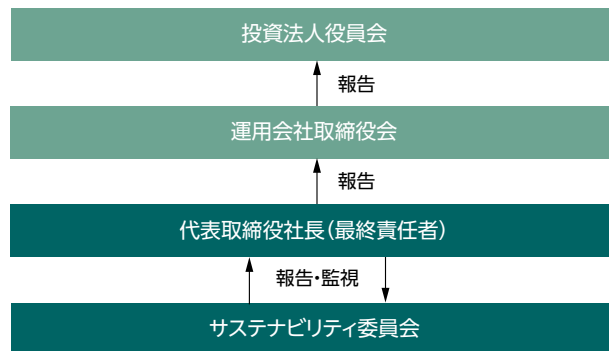 投資法人役員会
報告
運用会社取締役会
報告
代表取締役社長(最終責任者)
報告・監視
サステナビリティ委員会